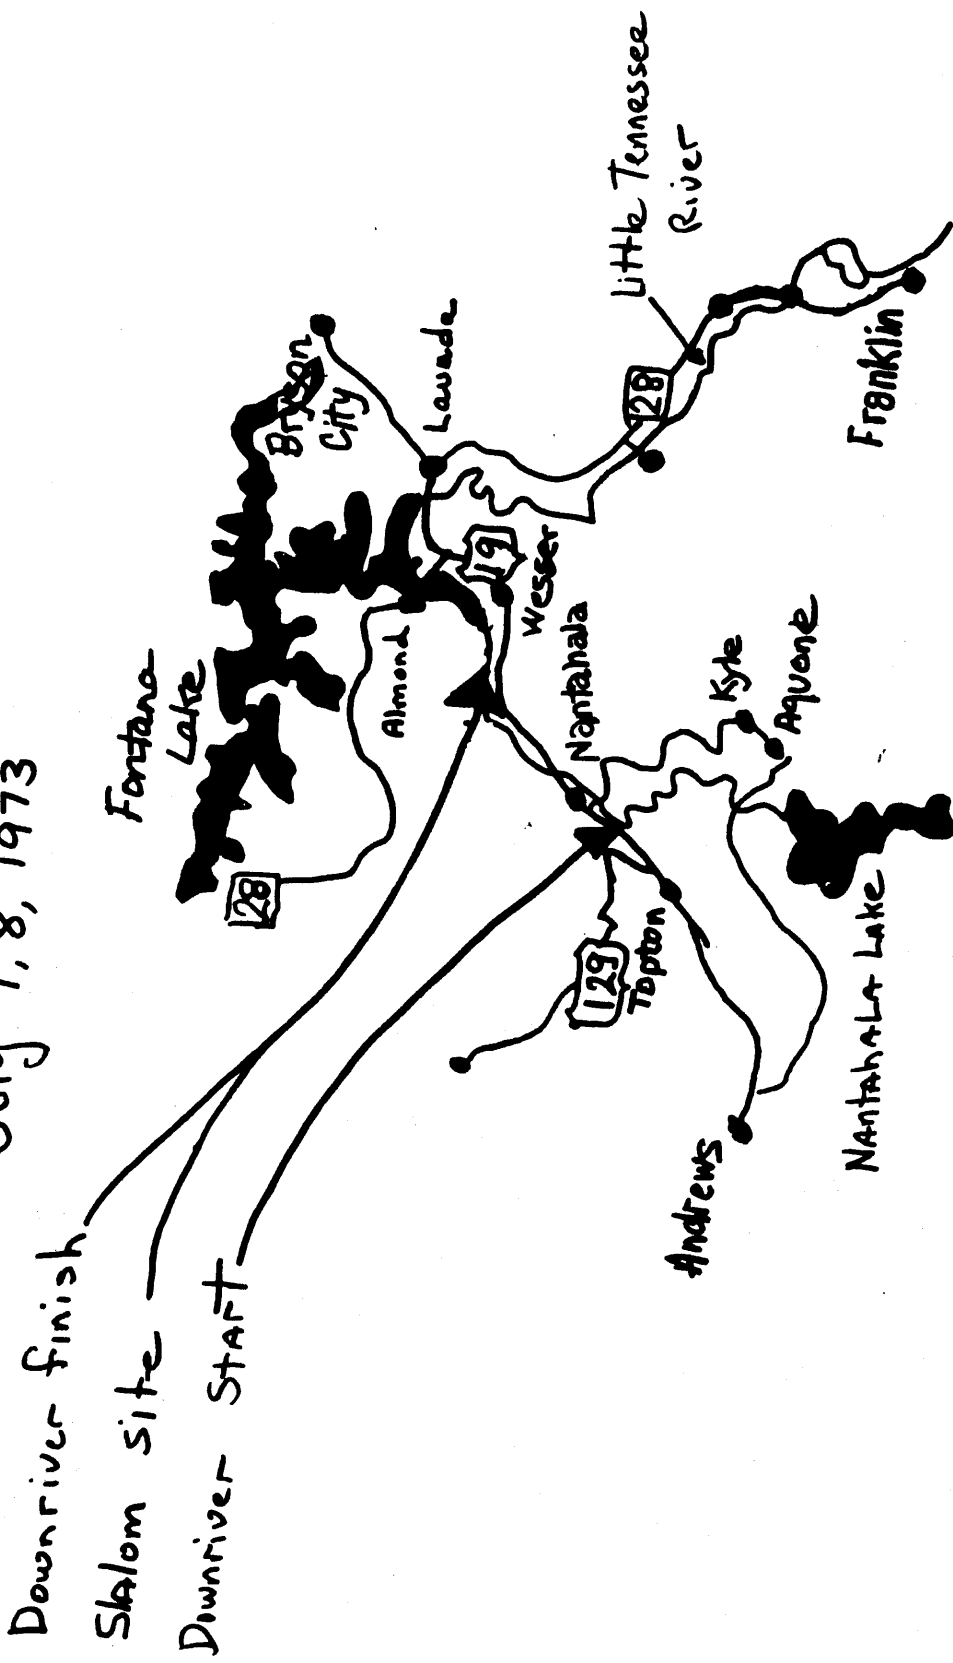 July 7, 8, 1973
Downriver finish
Slalom site
Downriver Start
Fontana
Lake
Bryson
City
28
Almond
Lauada
19
Wesser
Little Tennessee
River
28
Nantahala
129
Topton
Kyle
Aquone
Franklin
Andrews
NANtAhALA LAke